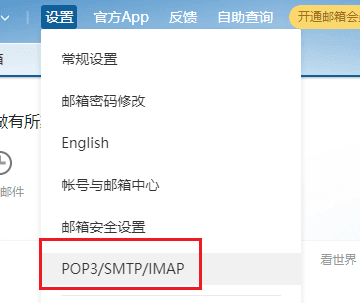 设置 官方App 反馈 自助查询 开通邮箱会
箱
常规设置
邮箱密码修改
做有所
English
帐号与邮箱中心
邮件
邮箱安全设置
看世界
POP3/SMTP/IMAP